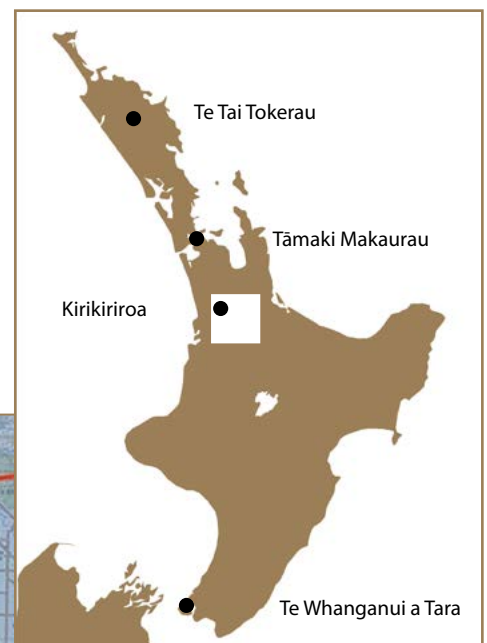 Te Tai Tokerau
Tāmaki Makaurau
Kirikiriroa
Te Whanganui a Tara